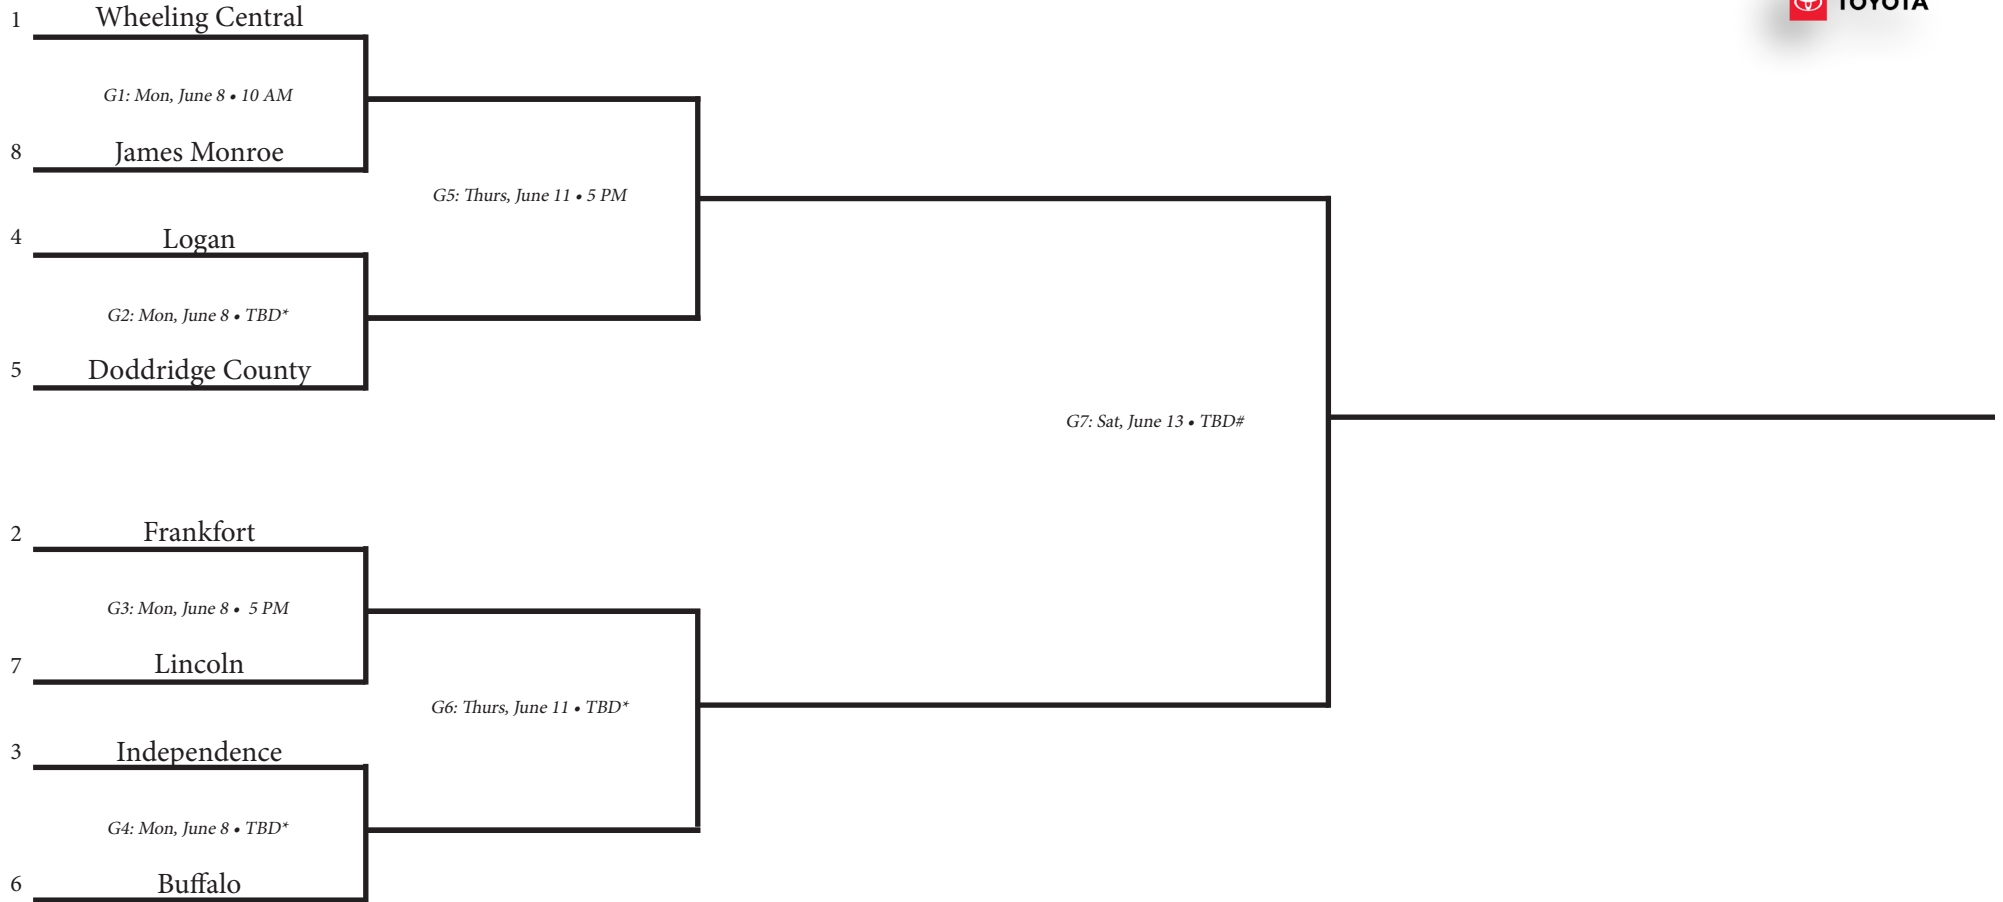 TOYOTA
1 Wheeling Central
G1: Mon, June 8 • 10 AM
8 James Monroe
G5: Thurs, June 11 • 5 PM
4 Logan
G2: Mon, June 8 • TBD*
5 Doddridge County
G7: Sat, June 13 • TBD#
2 Frankfort
G3: Mon, June 8 • 5 PM
7 Lincoln
G6: Thurs, June 11 • TBD*
3 Independence
G4: Mon, June 8 • TBD*
6 Buffalo